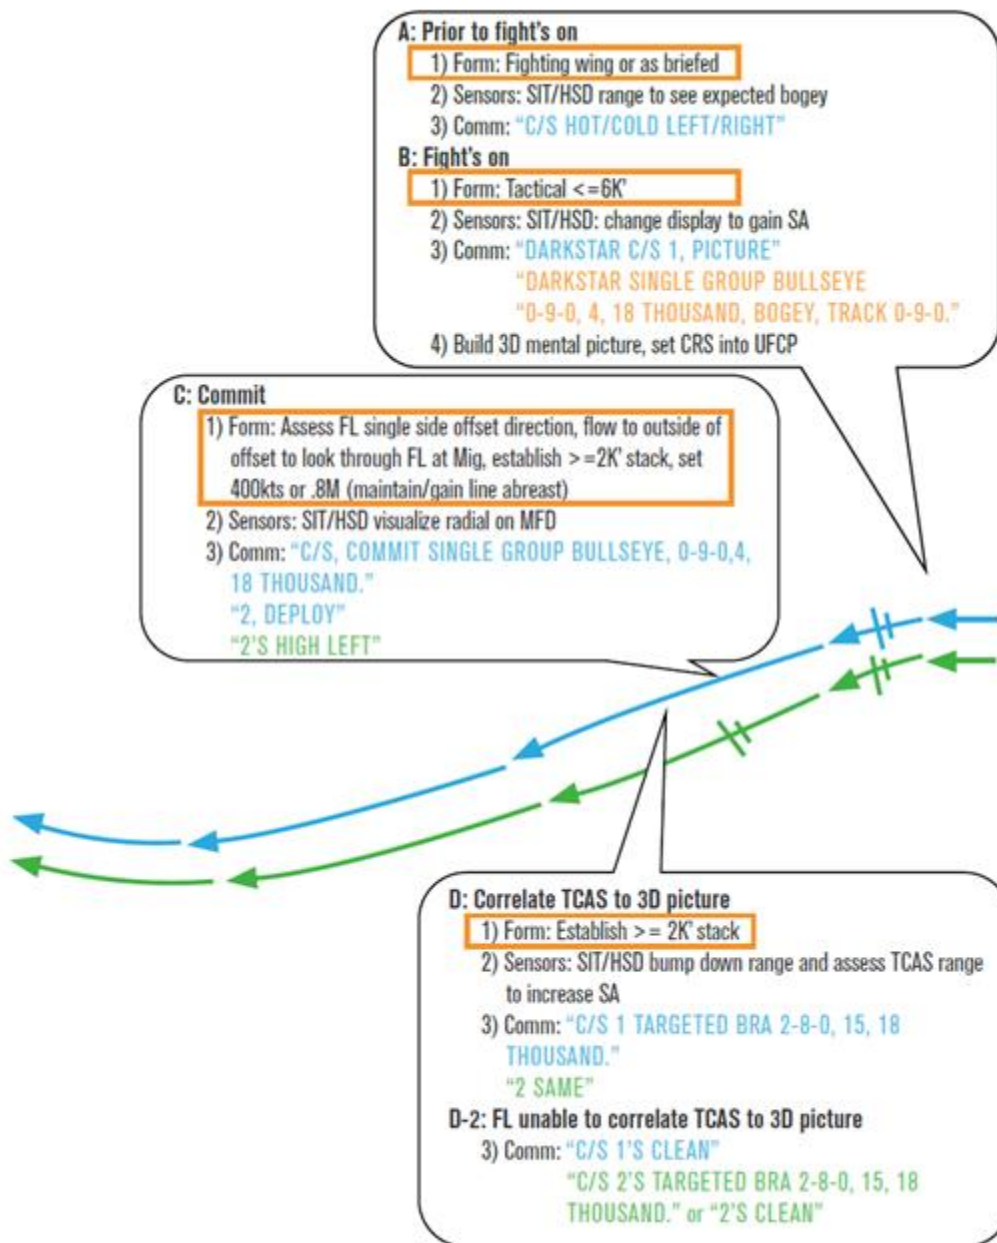 A: Prior to fight's on
1) Form: Fighting wing or as briefed
2) Sensors: SIT/HSD range to see expected bogey
3) Comm: “C/S HOT/COLD LEFT/RIGHT”
B: Fight's on
1) Form: Tactical <=6K'
2) Sensors: SIT/HSD: change display to gain SA
3) Comm: “DARKSTAR C/S 1, PICTURE”
“DARKSTAR SINGLE GROUP BULLSEYE
“0-9-0, 4, 18 THOUSAND, BOGEY, TRACK 0-9-0.”
4) Build 3D mental picture, set CRS into UFCP
C: Commit
1) Form: Assess FL single side offset direction, flow to outside of
offset to look through FL at Mig, establish >=2K' stack, set
400kts or .8M (maintain/gain line abreast)
2) Sensors: SIT/HSD visualize radial on MFD
3) Comm: “C/S, COMMIT SINGLE GROUP BULLSEYE, 0-9-0,4,
18 THOUSAND.”
“2, DEPLOY”
“2'S HIGH LEFT”
D: Correlate TCAS to 3D picture
1) Form: Establish >= 2K' stack
2) Sensors: SIT/HSD bump down range and assess TCAS range
to increase SA
3) Comm: “C/S 1 TARGETED BRA 2-8-0, 15, 18
THOUSAND.”
“2 SAME”
D-2: FL unable to correlate TCAS to 3D picture
3) Comm: “C/S 1'S CLEAN”
“C/S 2'S TARGETED BRA 2-8-0, 15, 18
THOUSAND.” or “2'S CLEAN”